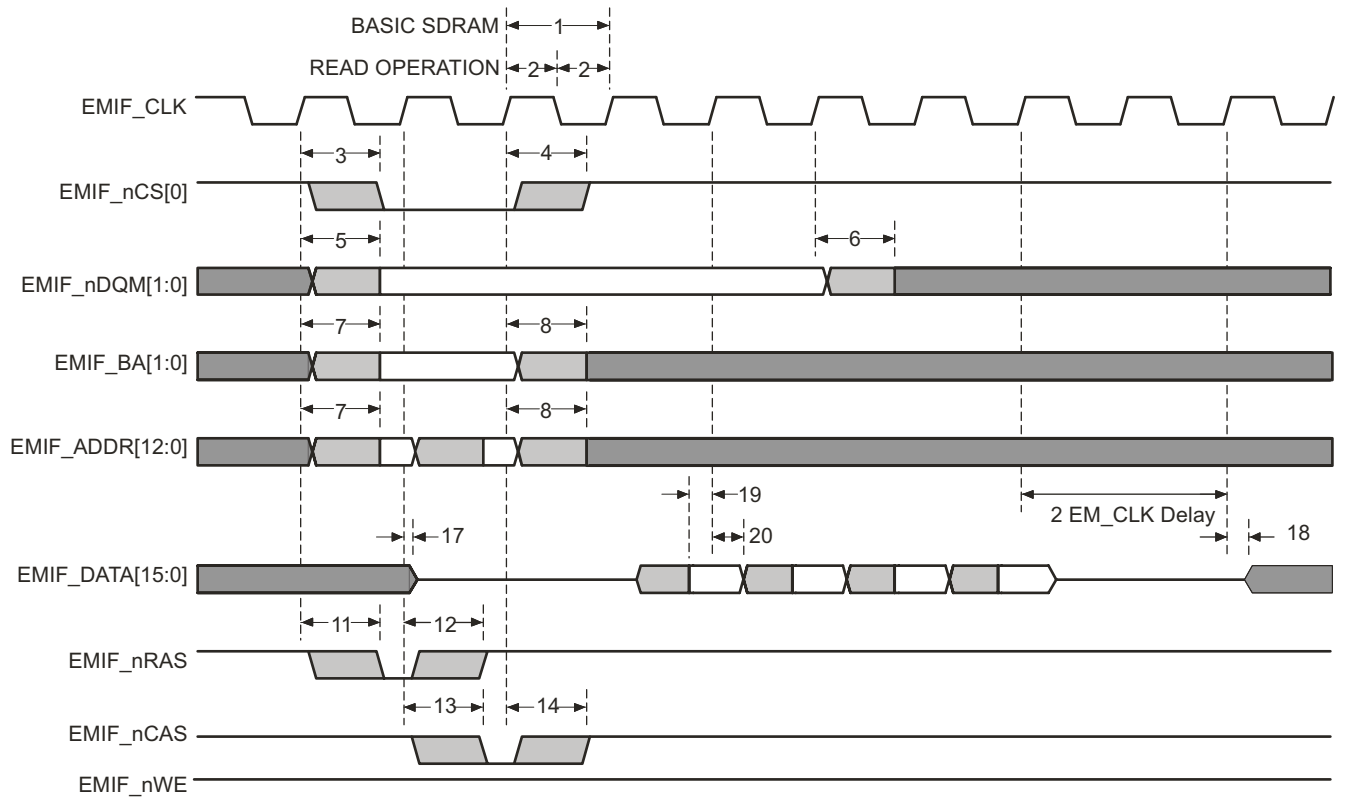 BASIC SDRAM 1
READ OPERATION 2 2
EMIF_CLK
3 4
EMIF_nCS[0]
5 6
EMIF_nDQM[1:0]
7 8
EMIF_BA[1:0]
7 8
EMIF_ADDR[12:0]
19
2 EM_CLK Delay
17 20 18
EMIF_DATA[15:0]
11 12
EMIF_nRAS
13 14
EMIF_nCAS
EMIF_nWE